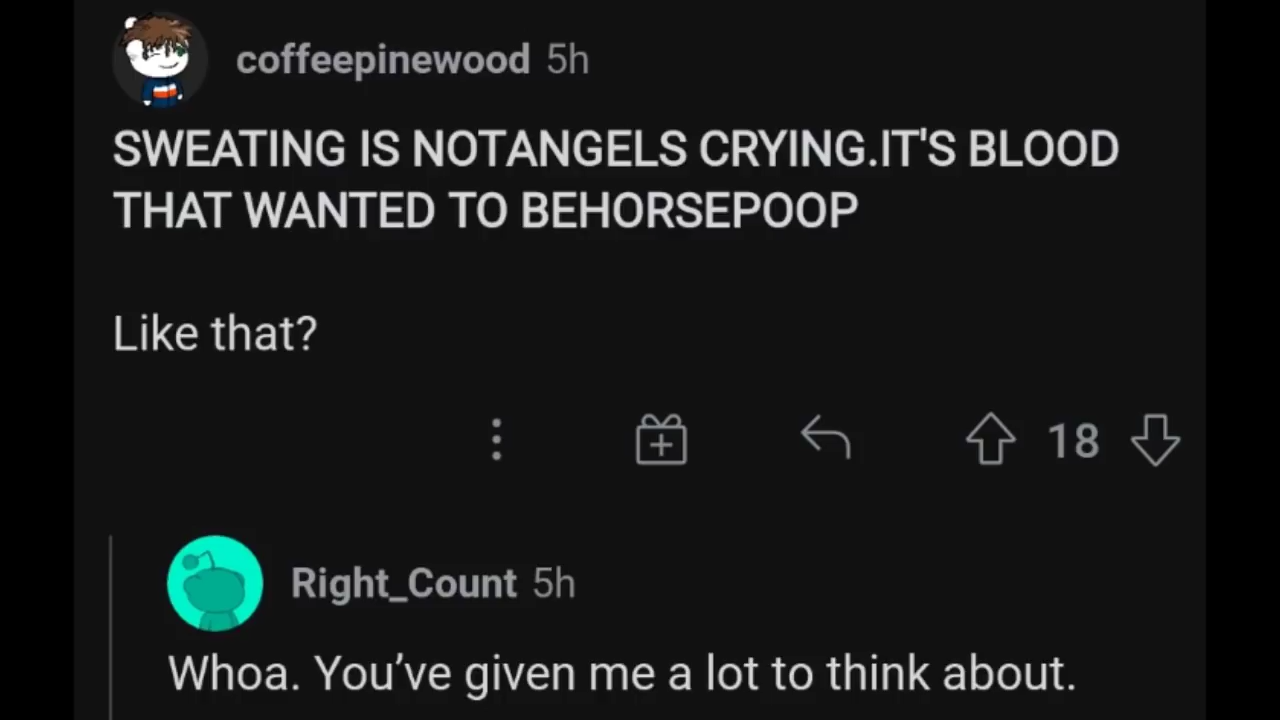 coffeepinewood 5h
SWEATING IS NOTANGELS CRYING.IT'S BLOOD
THAT WANTED TO BEHORSEPOOP
Like that?
18
Right_Count 5h
Whoa. You’ve given me a lot to think about.